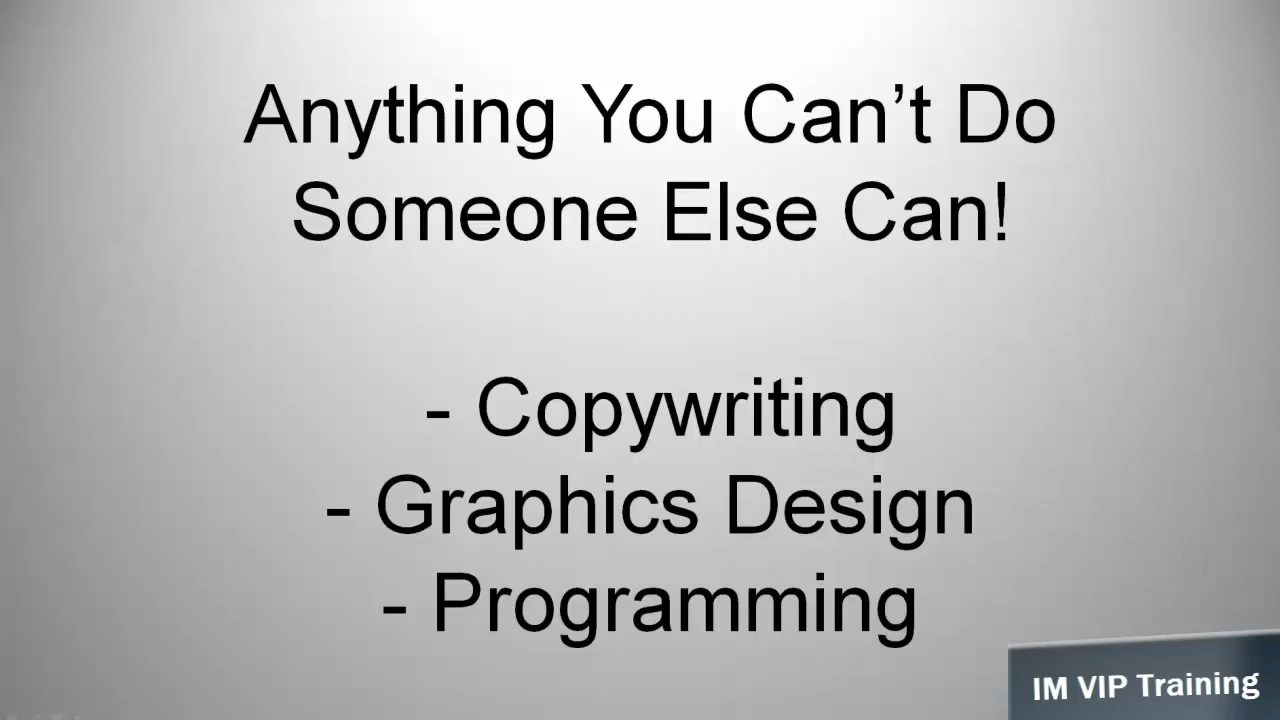 Anything You Can’t Do
Someone Else Can!
- Copywriting
- Graphics Design
- Programming
IM VIP Training